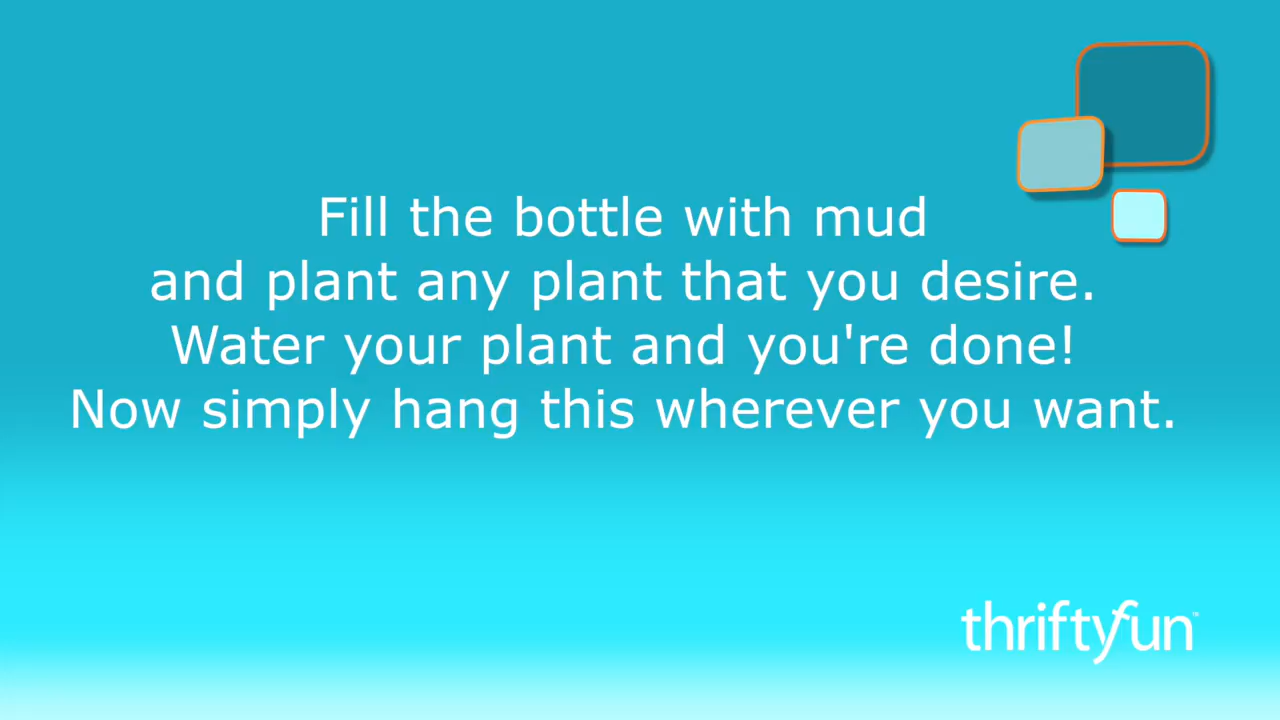 Fill the bottle with mud
and plant any plant that you desire.
Water your plant and you're done!
Now simply hang this wherever you want.
thriftyfun™